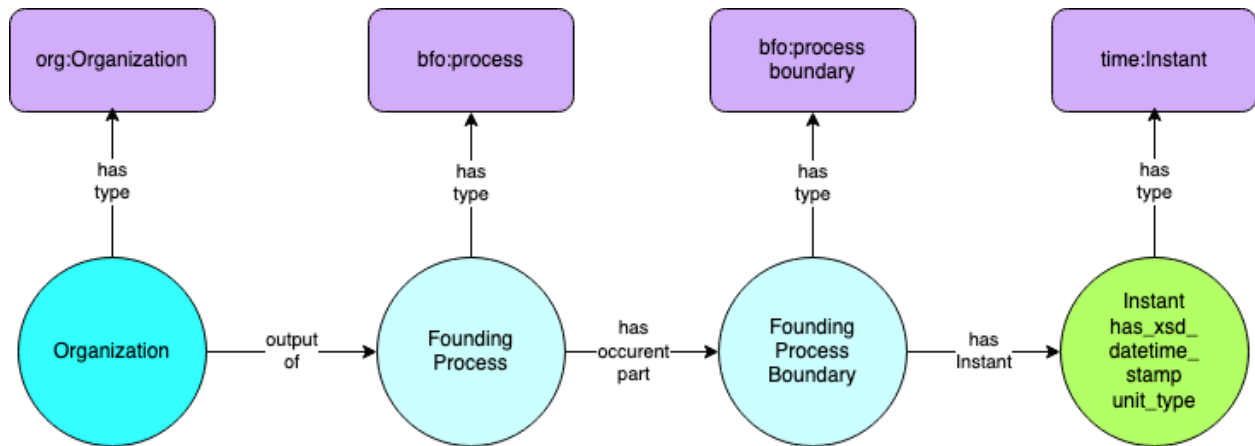 org:Organization
bfo:process
bfo:process
boundary
time:Instant
has
type
has
type
has
type
has
type
Organization
output
of
Founding
Process
has
occurent
part
Founding
Process
Boundary
has
Instant
Instant
has_xsd_
datetime_
stamp
unit_type